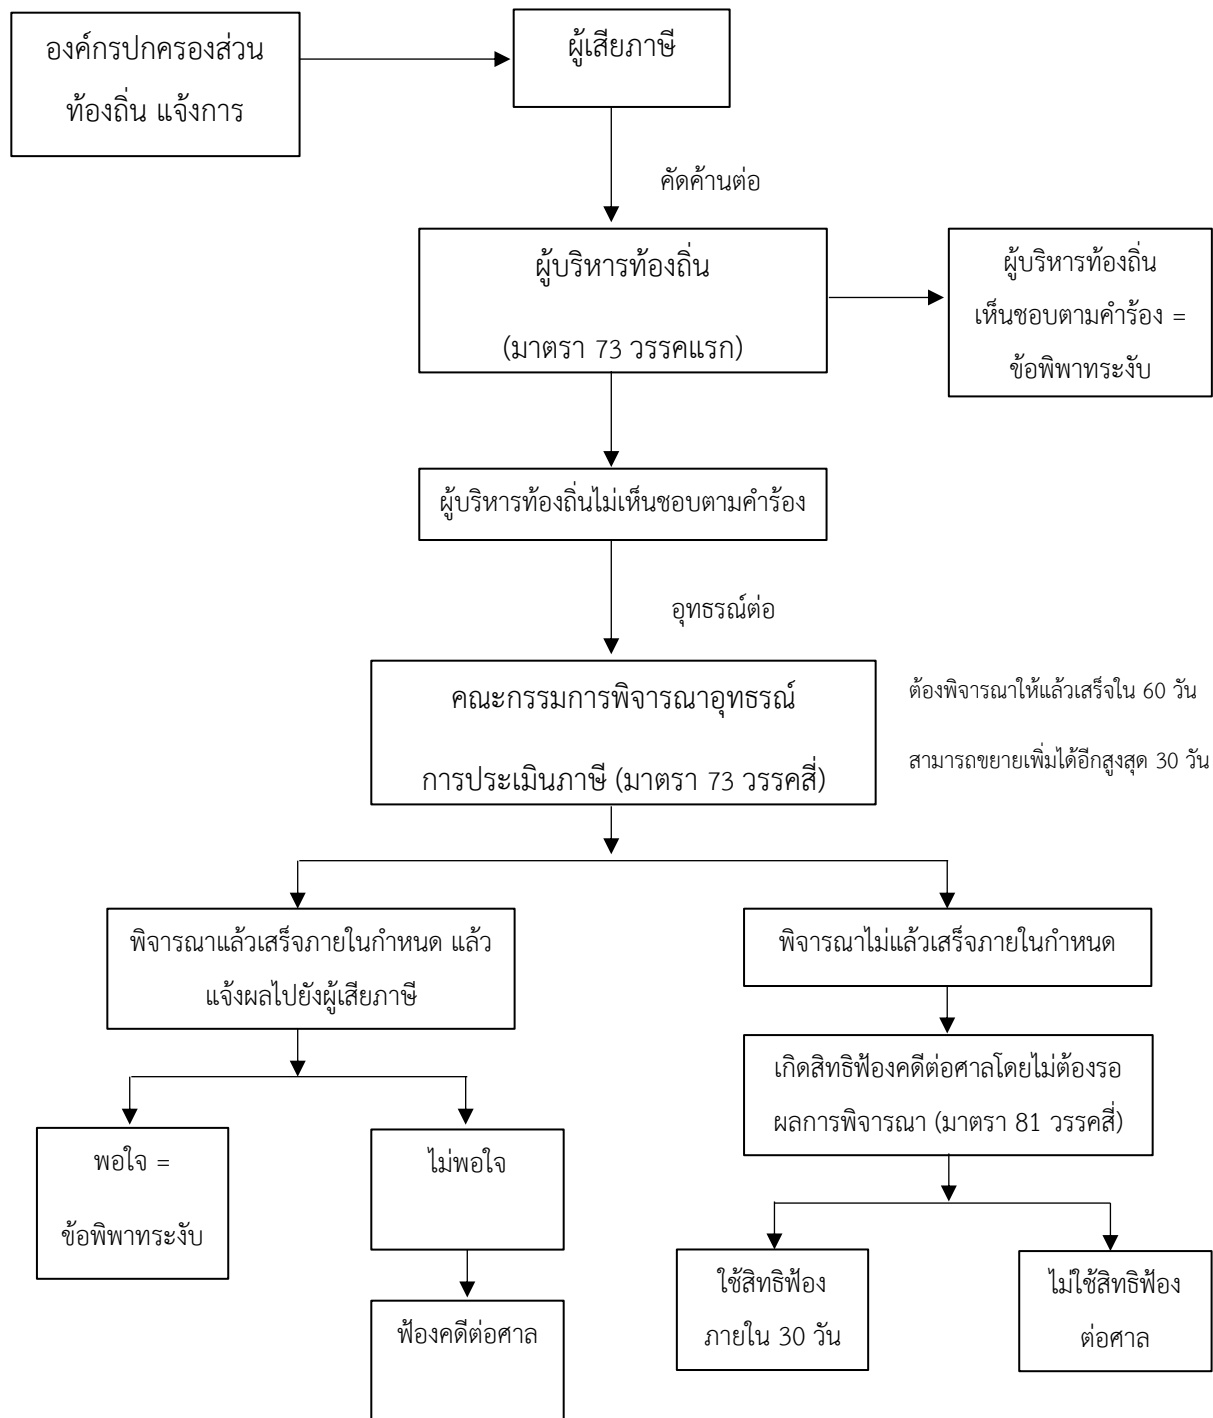 องค์กรปกครองส่วน
ท้องถิ่น แจ้งการ
ผู้เสียภาษี
คัดค้านต่อ
ผู้บริหารท้องถิ่น
(มาตรา 73 วรรคแรก)
ผู้บริหารท้องถิ่น
เห็นชอบตามคำร้อง =
ข้อพิพาทระงับ
ผู้บริหารท้องถิ่นไม่เห็นชอบตามคำร้อง
อุทธรณ์ต่อ
คณะกรรมการพิจารณาอุทธรณ์
การประเมินภาษี (มาตรา 73 วรรคสี่)
ต้องพิจารณาให้แล้วเสร็จใน 60 วัน
สามารถขยายเพิ่มได้อีกสูงสุด 30 วัน
พิจารณาแล้วเสร็จภายในกำหนด แล้ว
แจ้งผลไปยังผู้เสียภาษี
พิจารณาไม่แล้วเสร็จภายในกำหนด
เกิดสิทธิฟ้องคดีต่อศาลโดยไม่ต้องรอ
ผลการพิจารณา (มาตรา 81 วรรคสี่)
พอใจ =
ข้อพิพาทระงับ
ไม่พอใจ
ฟ้องคดีต่อศาล
ใช้สิทธิฟ้อง
ภายใน 30 วัน
ไม่ใช้สิทธิฟ้อง
ต่อศาล